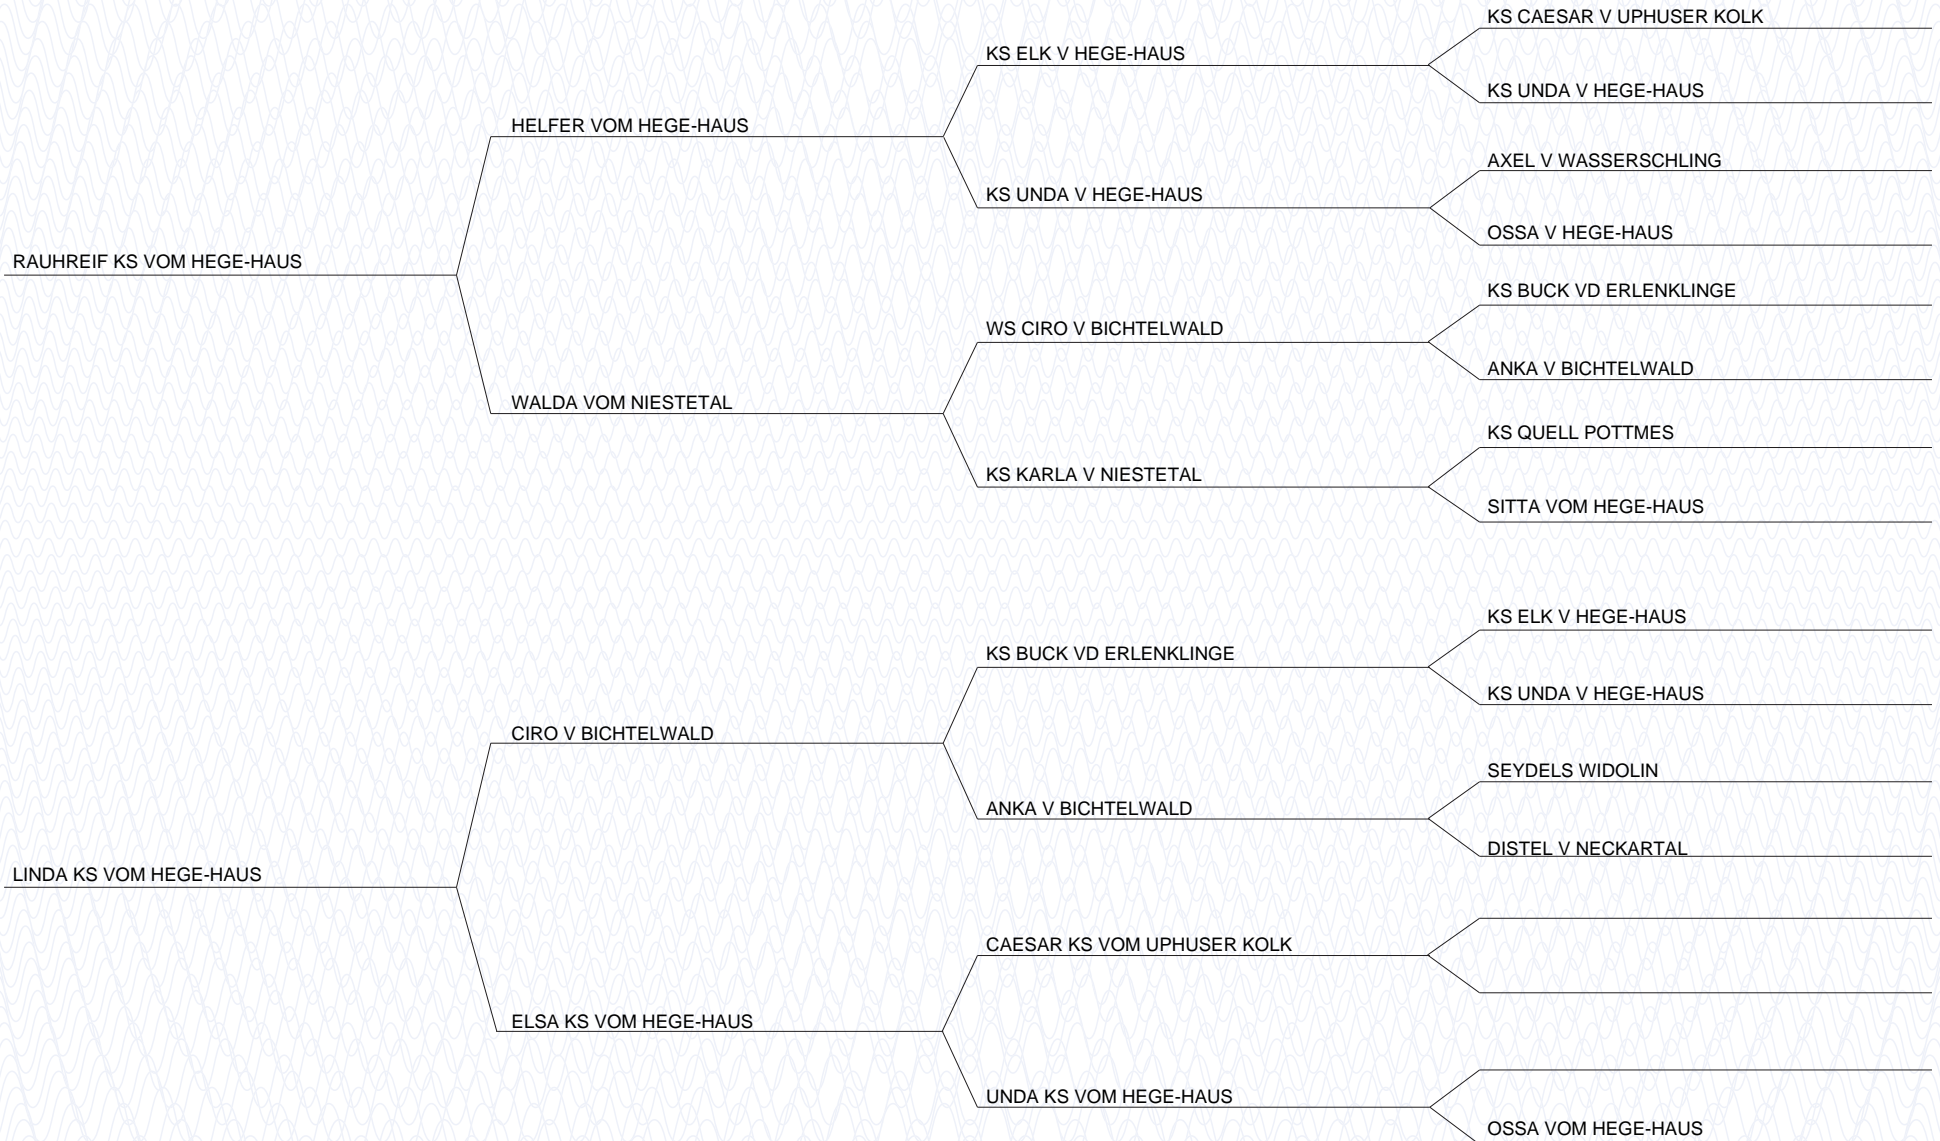 KS CAESAR V UPHUSER KOLK
KS ELK V HEGE-HAUS
KS UNDA V HEGE-HAUS
HELFER VOM HEGE-HAUS
AXEL V WASSERSCHLING
KS UNDA V HEGE-HAUS
OSSA V HEGE-HAUS
RAUHREIF KS VOM HEGE-HAUS
KS BUCK VD ERLENKLINGE
WS CIRO V BICHTELWALD
ANKA V BICHTELWALD
WALDA VOM NIESTETAL
KS QUELL POTTMES
KS KARLA V NIESTETAL
SITTA VOM HEGE-HAUS
KS ELK V HEGE-HAUS
KS BUCK VD ERLENKLINGE
KS UNDA V HEGE-HAUS
CIRO V BICHTELWALD
SEYDELS WIDOLIN
ANKA V BICHTELWALD
DISTEL V NECKARTAL
LINDA KS VOM HEGE-HAUS
CAESAR KS VOM UPHUSER KOLK
ELSA KS VOM HEGE-HAUS
UNDA KS VOM HEGE-HAUS
OSSA VOM HEGE-HAUS